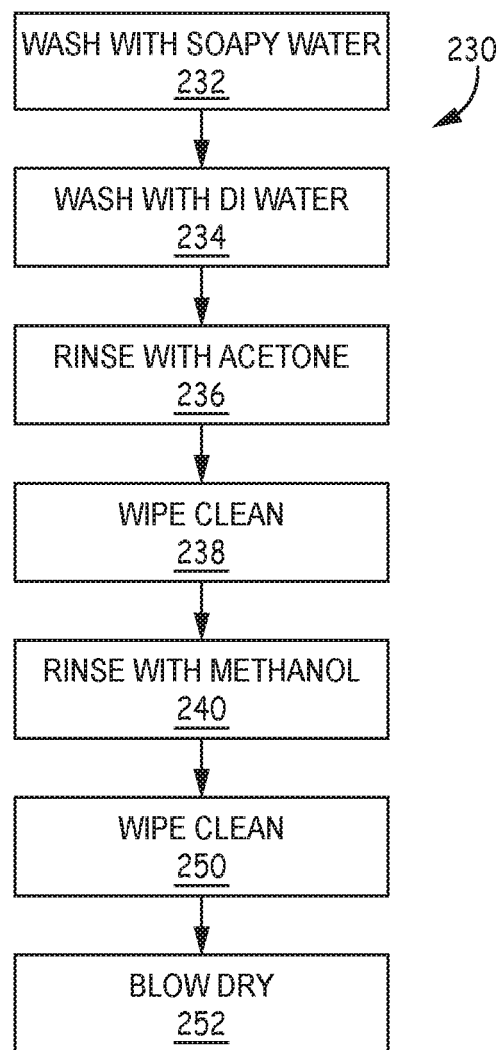 WASH WITH SOAPY WATER
232
230
WASH WITH DI WATER
234
RINSE WITH ACETONE
236
WIPE CLEAN
238
RINSE WITH METHANOL
240
WIPE CLEAN
250
BLOW DRY
252